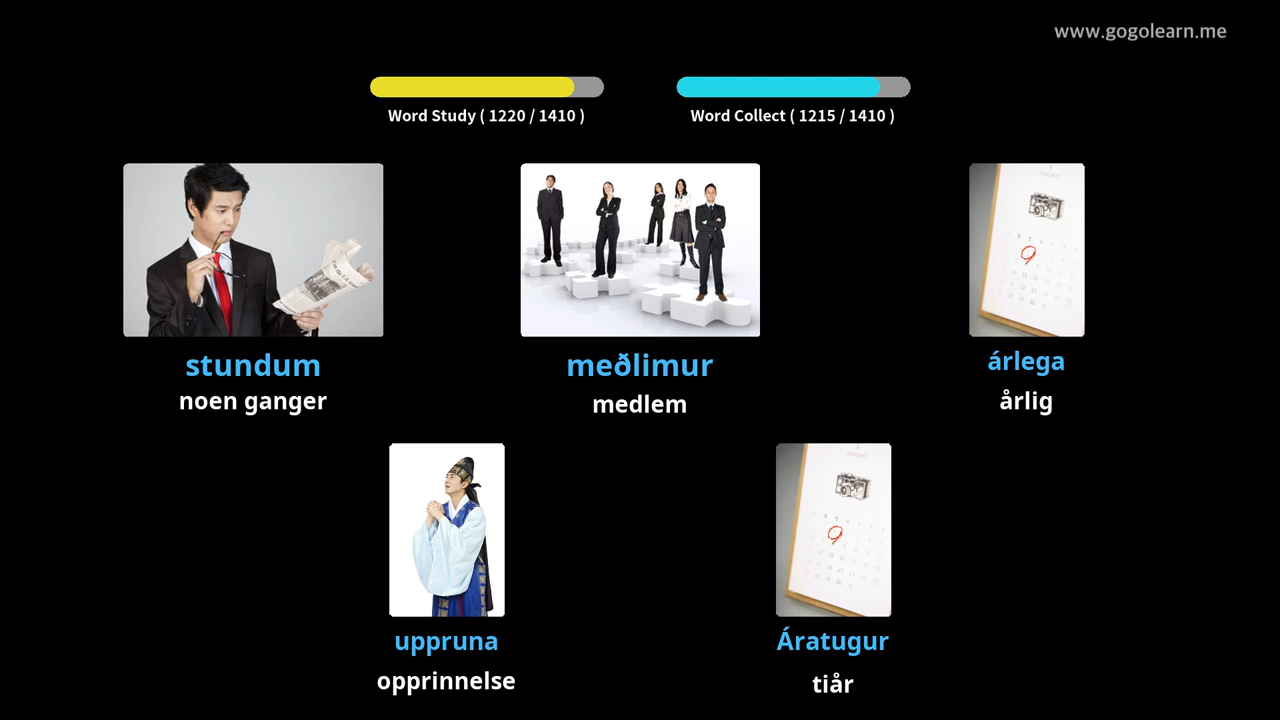 www.gogolearn.me
Word Study ( 1220 / 1410 )
Word Collect ( 1215 / 1410 )
stundum
noen ganger
meðlimur
medlem
árlega
årlig
uppruna
opprinnelse
Áratugur
tiår